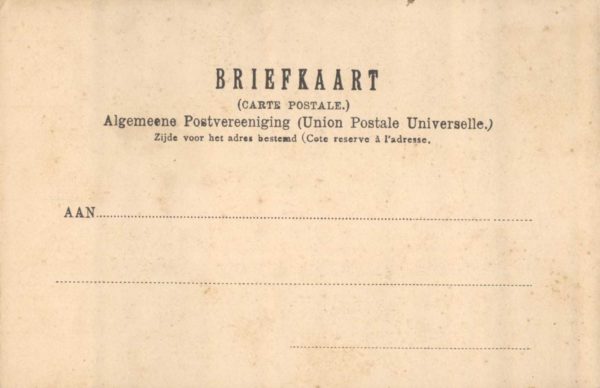 BRIEFKAART
(CARTE POSTALE.)
Algemeene Postvereeniging (Union Postale Universelle.)
Zijde voor het adres bestemd (Cote reserve â l'adresse.
AAN